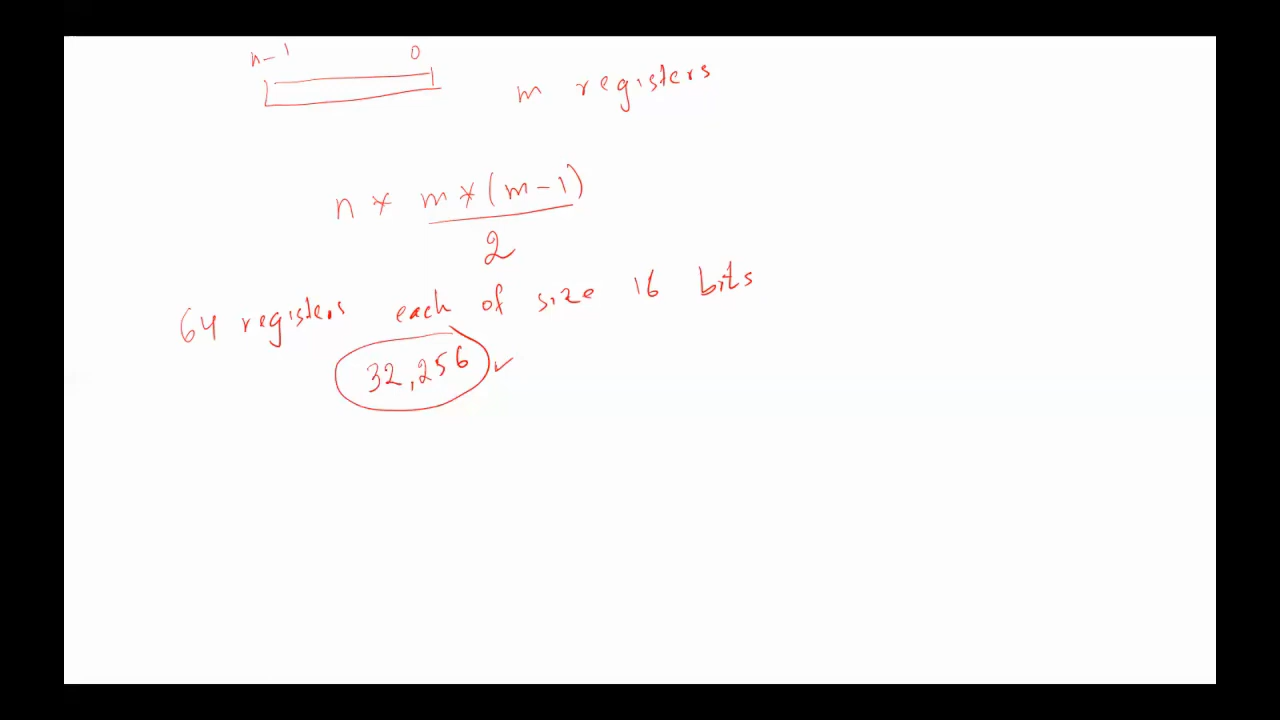 n-1 0
m registers
n * m * (m-1)
2
64 registers each of size 16 bits
32,256 ✓